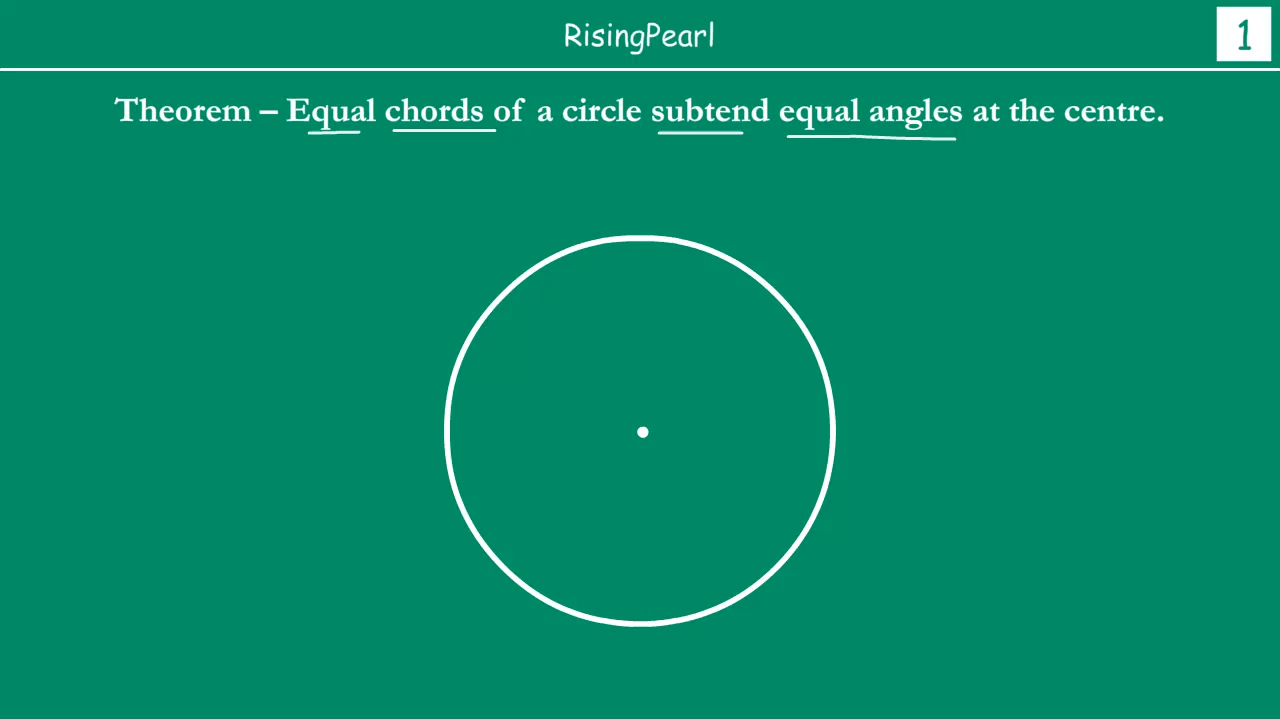 RisingPearl
1
Theorem – Equal chords of a circle subtend equal angles at the centre.